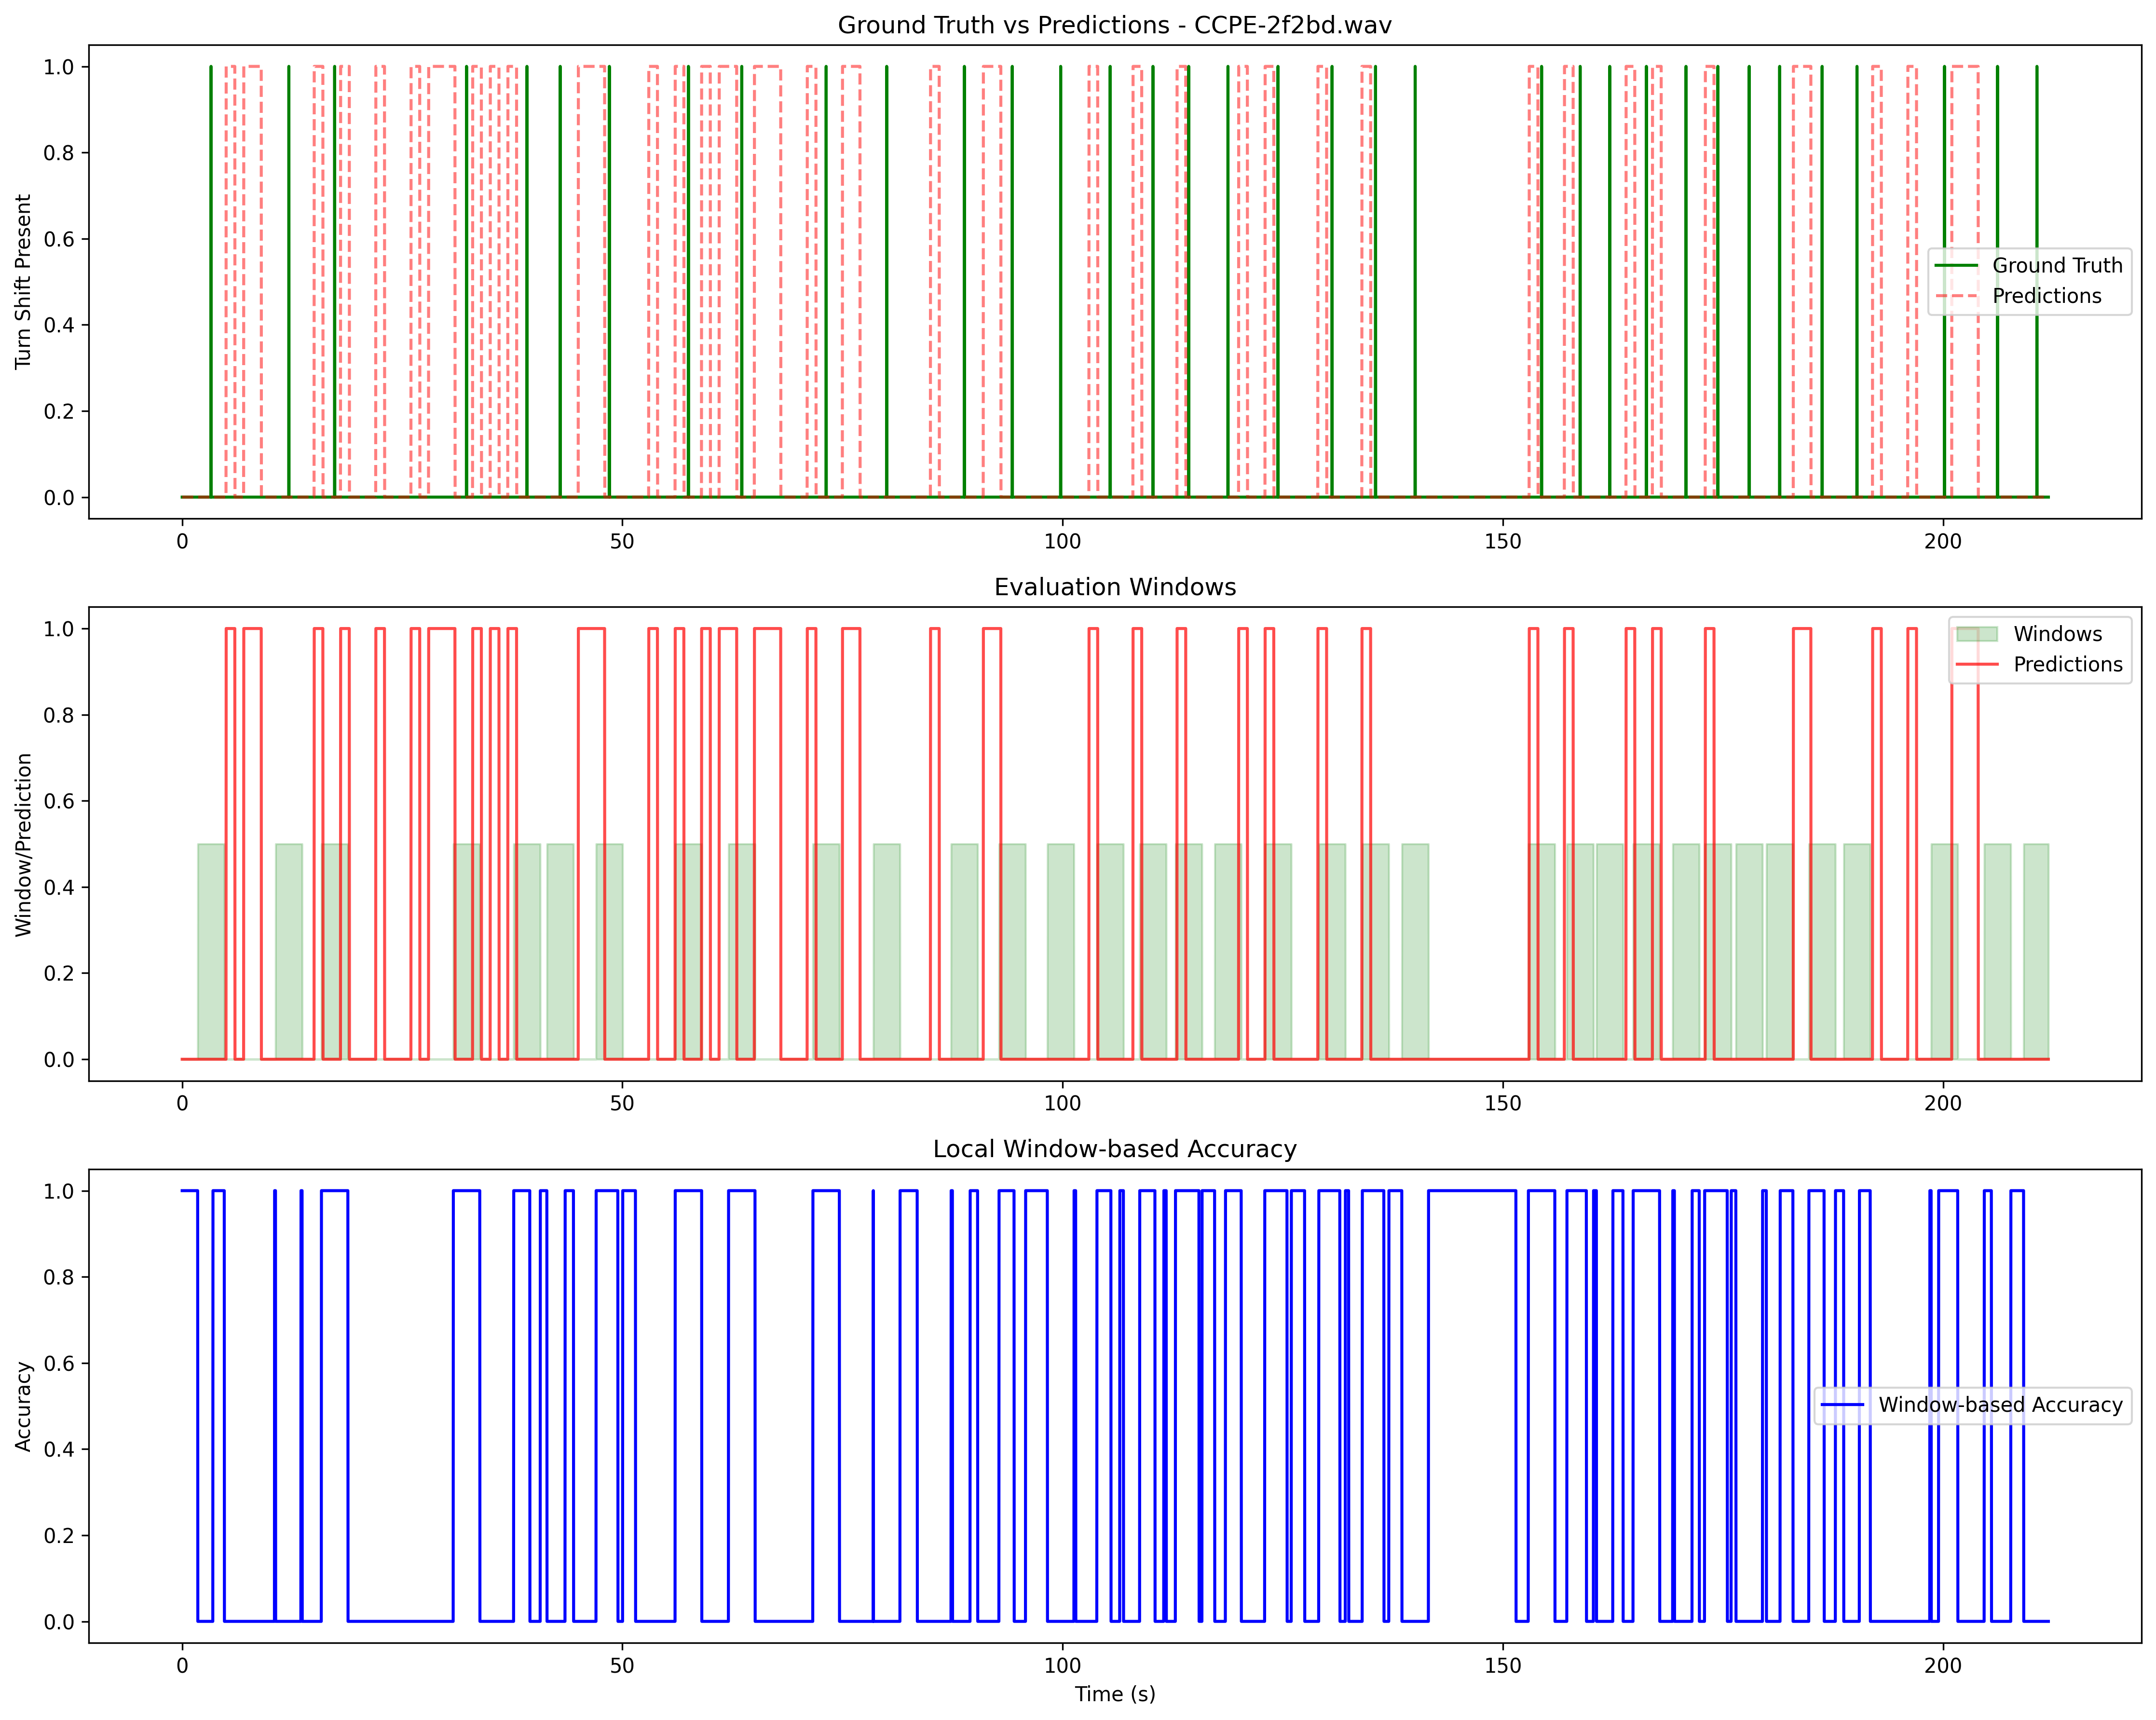 Ground Truth vs Predictions - CCPE-2f2bd.wav
Turn Shift Present
1.0
0.8
0.6
0.4
0.2
0.0
Ground Truth
Predictions
0 50 100 150 200
Evaluation Windows
Window/Prediction
1.0
0.8
0.6
0.4
0.2
0.0
Windows
Predictions
0 50 100 150 200
Local Window-based Accuracy
Accuracy
1.0
0.8
0.6
0.4
0.2
0.0
Window-based Accuracy
0 50 100 150 200
Time (s)